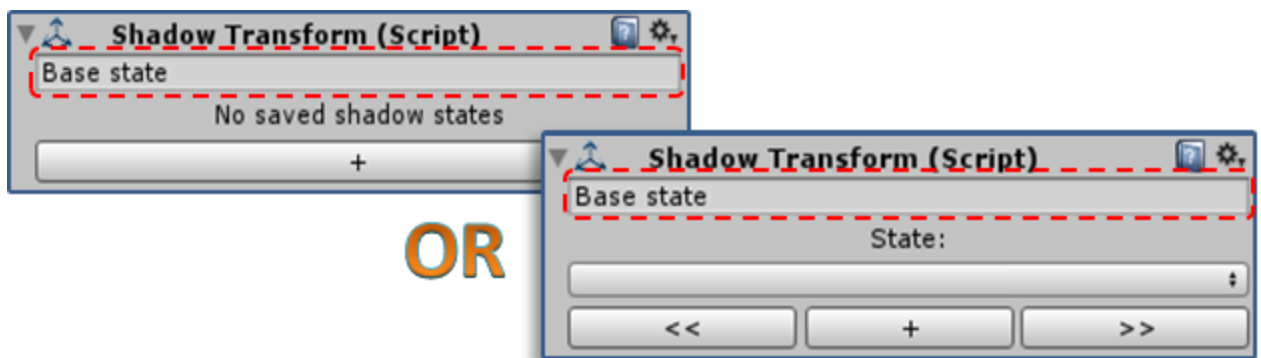 Shadow Transform (Script)
Base state
No saved shadow states
+
OR
Shadow Transform (Script)
Base state
State:
<< + >>